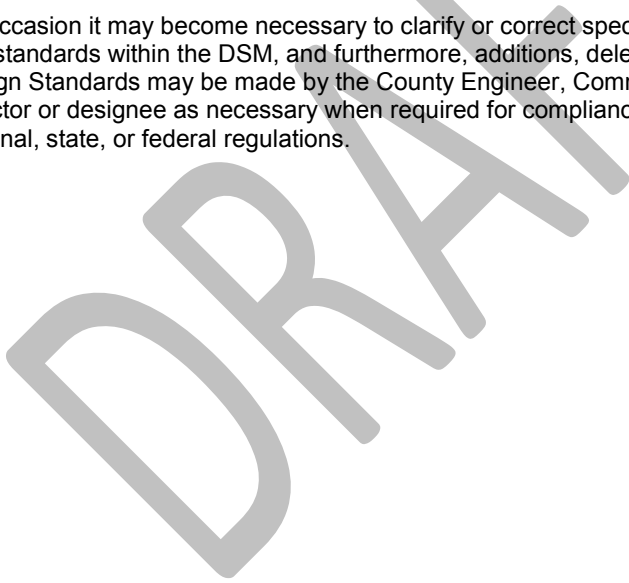 ccasion it may become necessary to clarify or correct spec
standards within the DSM, and furthermore, additions, dele
gn Standards may be made by the County Engineer, Comm
ctor or designee as necessary when required for complianc
nal, state, or federal regulations.
DRAF